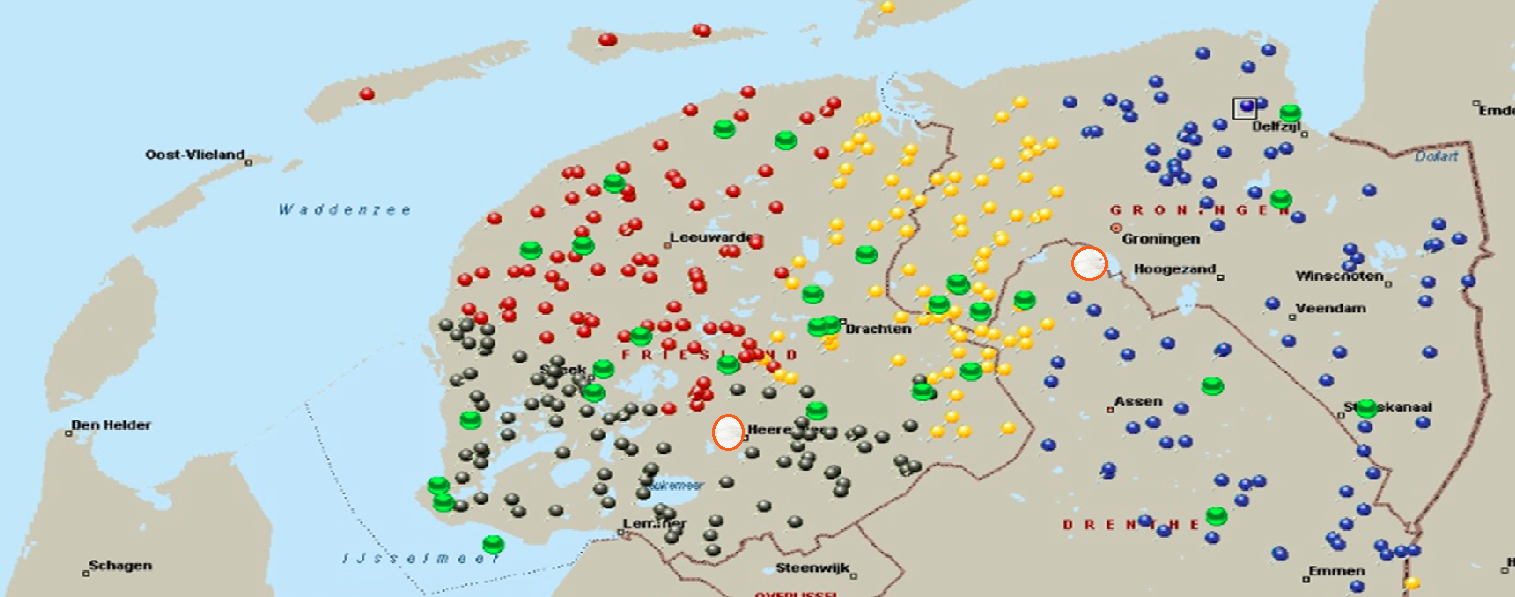 Emde
Delfzijl
Dollart
Oost-Vlieland
Waddenzee
GRONINGEN
Leeuwarde
Groningen
Hoogezand
Winschoten
Veendam
Drachten
FRIESLAND
Sneek
Assen
Stadskanaal
Den Helder
Heerenveen
Lemmer
DRENTHE
IJsselmeer
Schagen
Steenwijk
Emmen
OVERIJSSEL